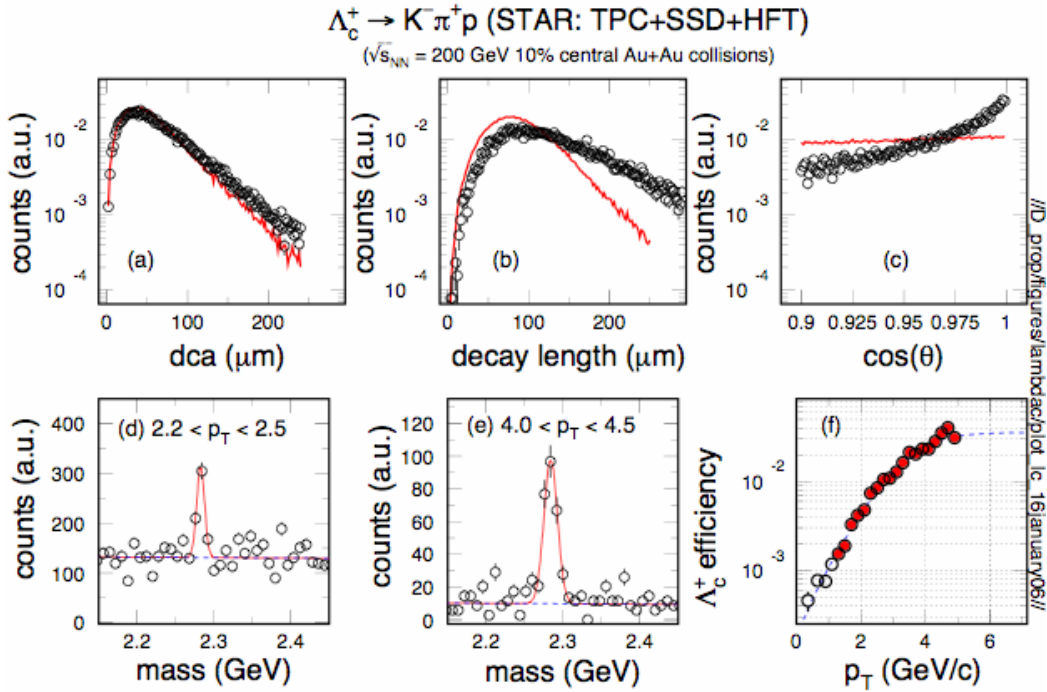 Λc+ → K−π+p (STAR: TPC+SSD+HFT)
(√sNN = 200 GeV 10% central Au+Au collisions)
counts (a.u.)
10-2
10-3
10-4
(a)
0 100 200
dca (μm)
counts (a.u.)
10-2
10-3
10-4
(b)
0 100 200
decay length (μm)
counts (a.u.)
10-2
10-3
10-4
(c)
0.9 0.925 0.95 0.975 1
cos(θ)
//D_prop/figures/lambdac/plot_lc_16january06//
counts (a.u.)
400
300
200
100
0
(d) 2.2 < pT < 2.5
2.2 2.3 2.4
mass (GeV)
counts (a.u.)
120
100
80
60
40
20
0
(e) 4.0 < pT < 4.5
2.2 2.3 2.4
mass (GeV)
Λc+ efficiency
10-2
10-3
(f)
0 2 4 6
pT (GeV/c)